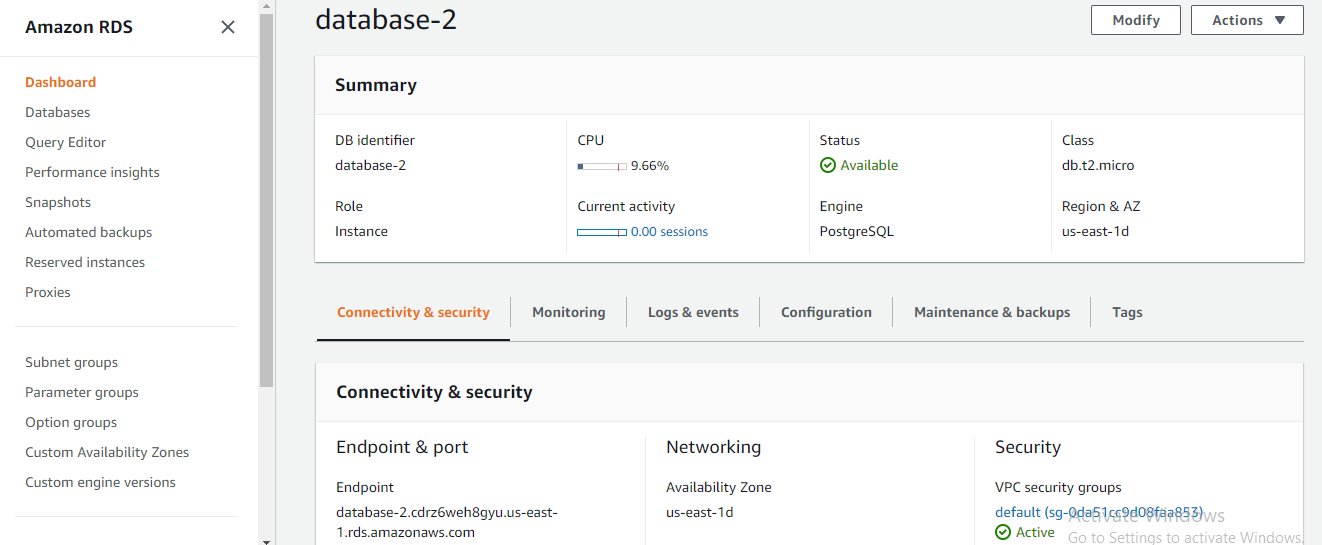 Amazon RDS
Dashboard
Databases
Query Editor
Performance insights
Snapshots
Automated backups
Reserved instances
Proxies
Subnet groups
Parameter groups
Option groups
Custom Availability Zones
Custom engine versions
database-2
Modify
Actions
Summary
DB identifier
database-2
CPU
9.66%
Status
Available
Class
db.t2.micro
Role
Instance
Current activity
0.00 sessions
Engine
PostgreSQL
Region & AZ
us-east-1d
Connectivity & security
Monitoring
Logs & events
Configuration
Maintenance & backups
Tags
Connectivity & security
Endpoint & port
Endpoint
database-2.cdrz6weh8gyu.us-east-
1.rds.amazonaws.com
Networking
Availability Zone
us-east-1d
Security
VPC security groups
default (sg-0da51cc9d08faa853)
Active
Activate Windows
Go to Settings to activate Windows.